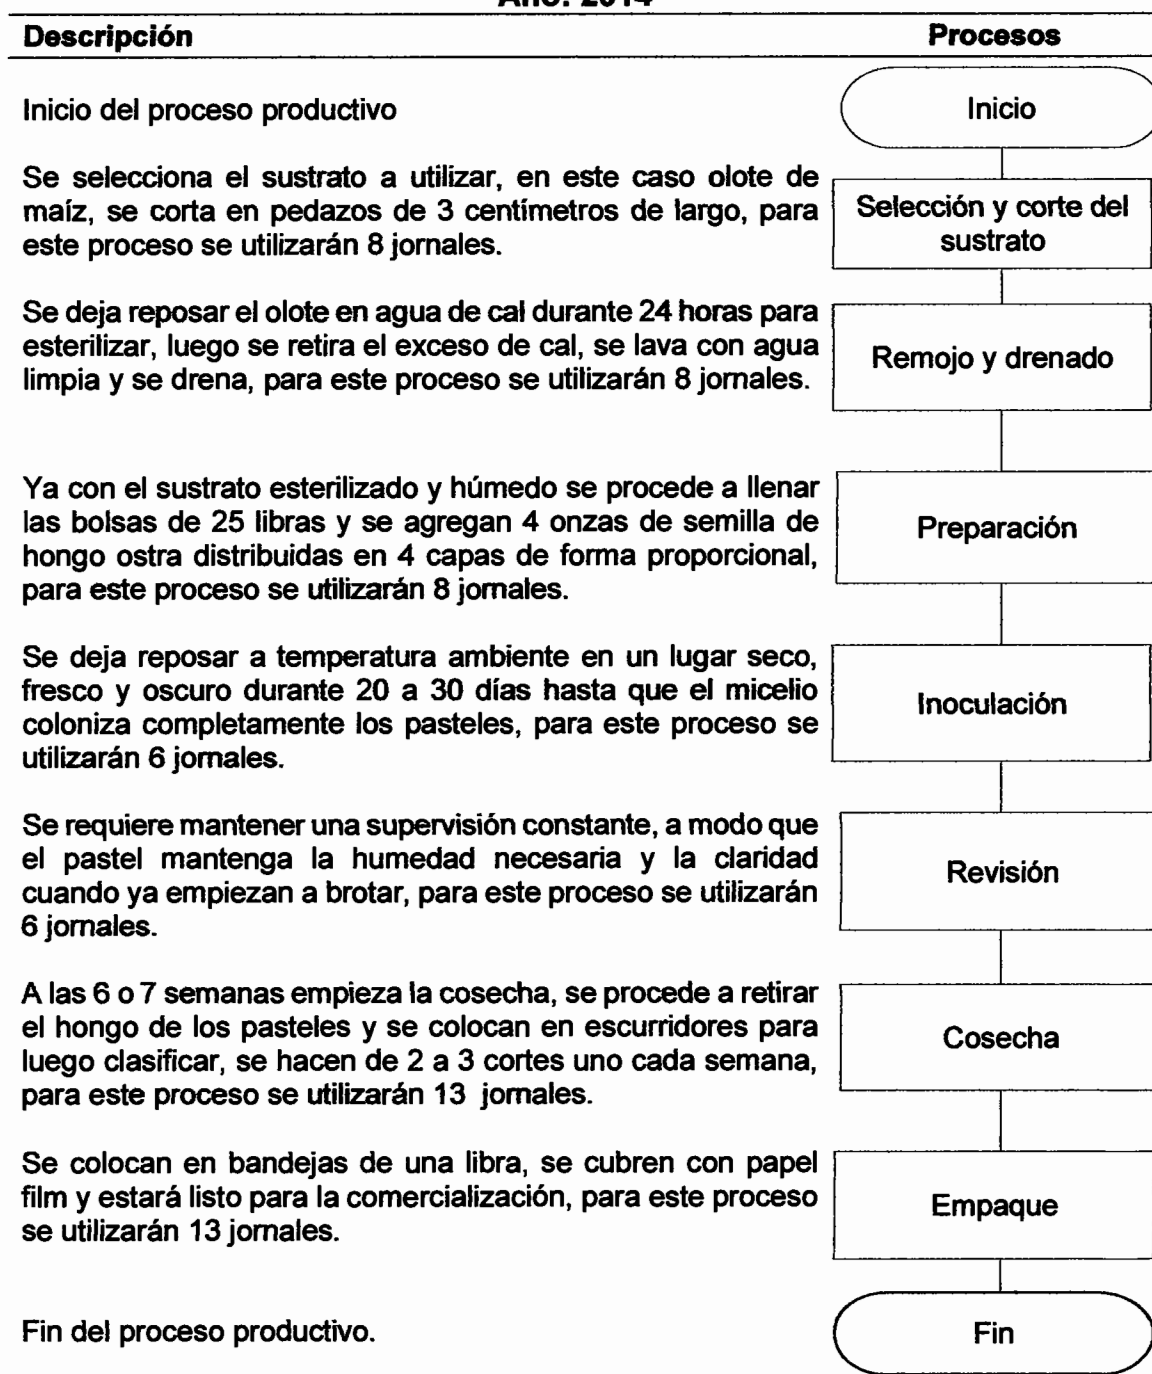 Año: 2014
Descripción Procesos
Inicio del proceso productivo
Inicio
Se selecciona el sustrato a utilizar, en este caso olote de
maíz, se corta en pedazos de 3 centímetros de largo, para
este proceso se utilizarán 8 jornales.
Selección y corte del
sustrato
Se deja reposar el olote en agua de cal durante 24 horas para
esterilizar, luego se retira el exceso de cal, se lava con agua
limpia y se drena, para este proceso se utilizarán 8 jornales.
Remojo y drenado
Ya con el sustrato esterilizado y húmedo se procede a llenar
las bolsas de 25 libras y se agregan 4 onzas de semilla de
hongo ostra distribuidas en 4 capas de forma proporcional,
para este proceso se utilizarán 8 jornales.
Preparación
Se deja reposar a temperatura ambiente en un lugar seco,
fresco y oscuro durante 20 a 30 días hasta que el micelio
coloniza completamente los pasteles, para este proceso se
utilizarán 6 jornales.
Inoculación
Se requiere mantener una supervisión constante, a modo que
el pastel mantenga la humedad necesaria y la claridad
cuando ya empiezan a brotar, para este proceso se utilizarán
6 jornales.
Revisión
A las 6 o 7 semanas empieza la cosecha, se procede a retirar
el hongo de los pasteles y se colocan en escurridores para
luego clasificar, se hacen de 2 a 3 cortes uno cada semana,
para este proceso se utilizarán 13 jornales.
Cosecha
Se colocan en bandejas de una libra, se cubren con papel
film y estará listo para la comercialización, para este proceso
se utilizarán 13 jornales.
Empaque
Fin del proceso productivo.
Fin